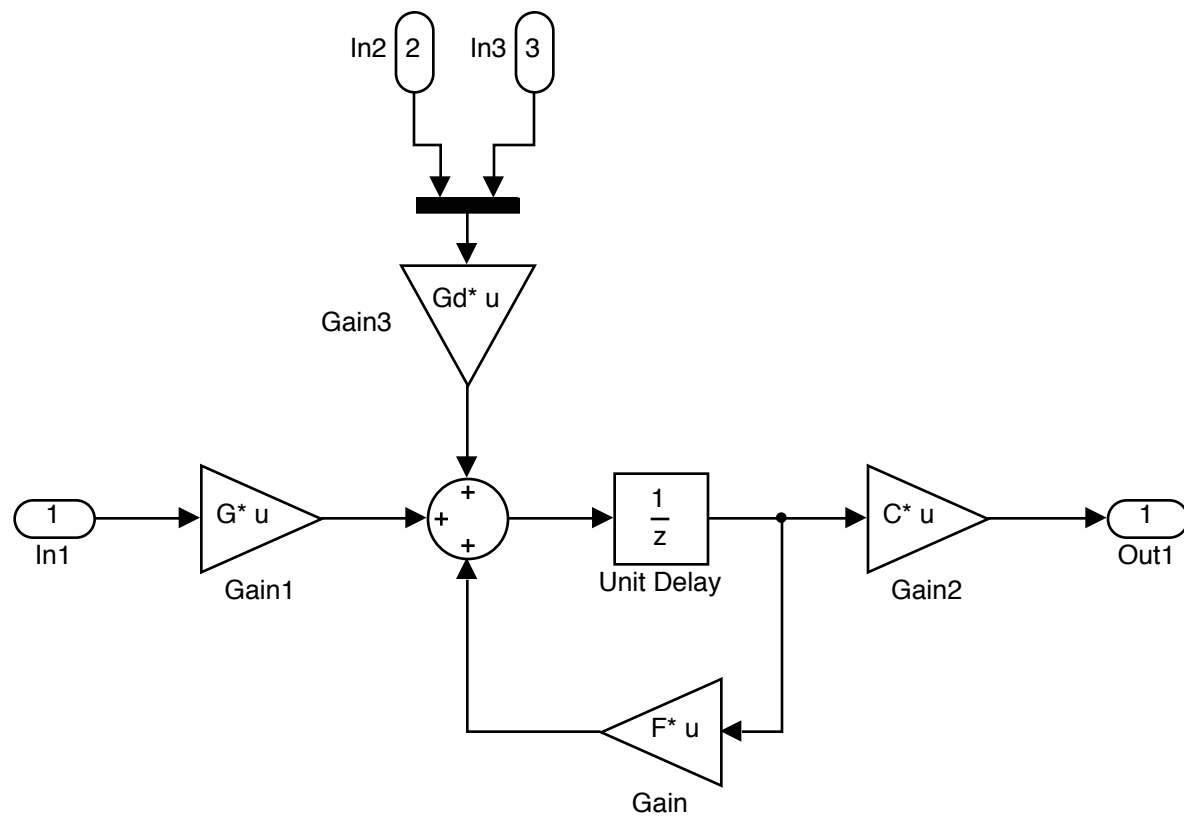 In2 2 In3 3
Gd* u
Gain3
+
1 G* u + 1 C* u 1
z
+
In1 Out1
Gain1 Unit Delay Gain2
F* u
Gain